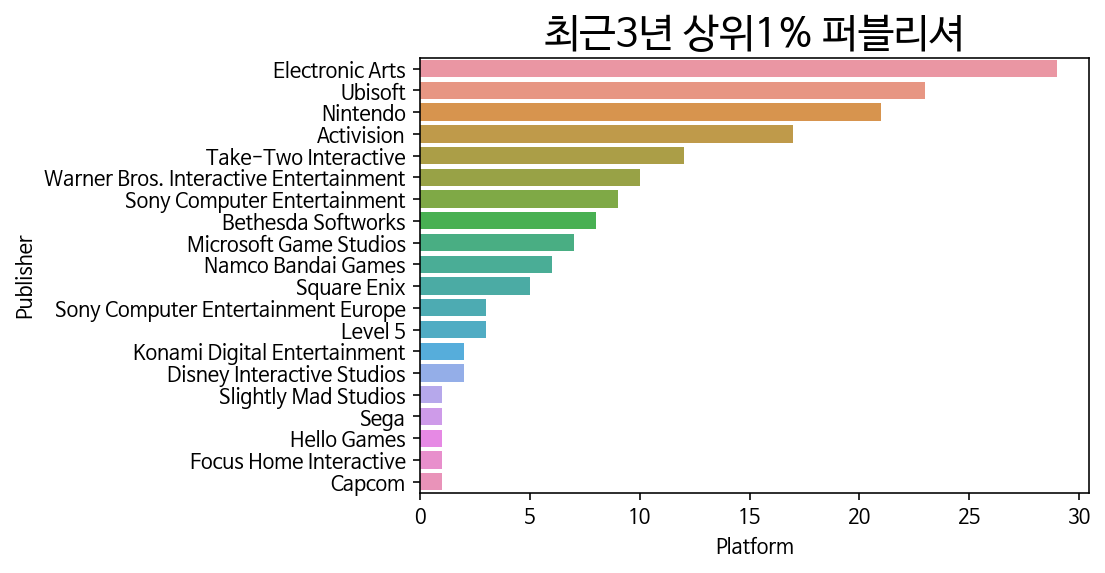 최근3년 상위1% 퍼블리셔
Electronic Arts
Ubisoft
Nintendo
Activision
Take-Two Interactive
Warner Bros. Interactive Entertainment
Sony Computer Entertainment
Bethesda Softworks
Microsoft Game Studios
Namco Bandai Games
Square Enix
Sony Computer Entertainment Europe
Level 5
Konami Digital Entertainment
Disney Interactive Studios
Slightly Mad Studios
Sega
Hello Games
Focus Home Interactive
Capcom
Publisher
0 5 10 15 20 25 30
Platform